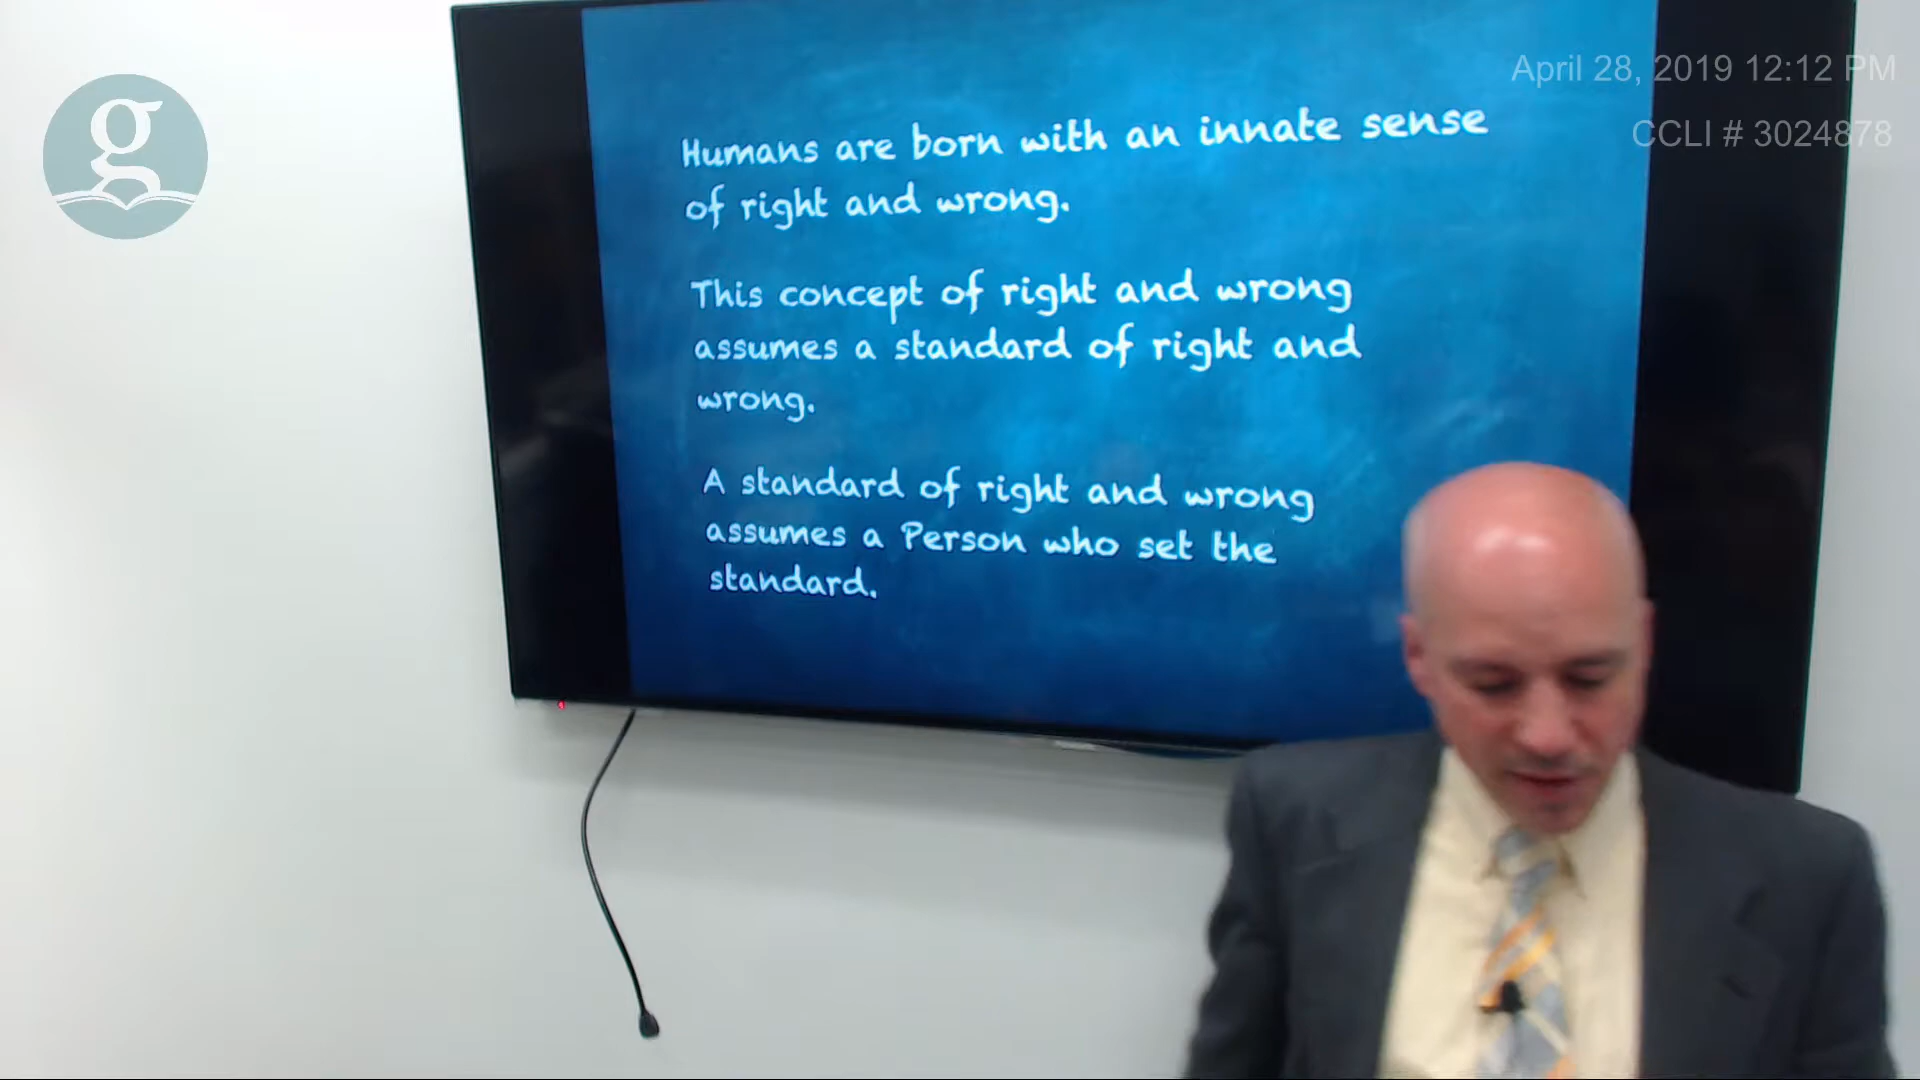 g
April 28, 2019 12:12 PM
CCLI # 3024878
Humans are born with an innate sense
of right and wrong.
This concept of right and wrong
assumes a standard of right and
wrong.
A standard of right and wrong
assumes a Person who set the
standard.